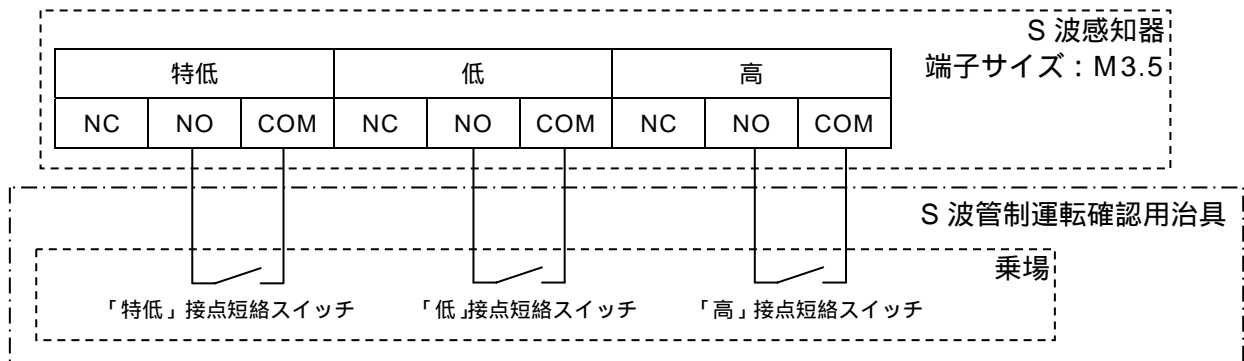 S 波感知器
端子サイズ：M3.5
特低 低 高
NC NO COM NC NO COM NC NO COM
S 波管制運転確認用治具
乗場
「特低」接点短絡スイッチ 「低」接点短絡スイッチ 「高」接点短絡スイッチ